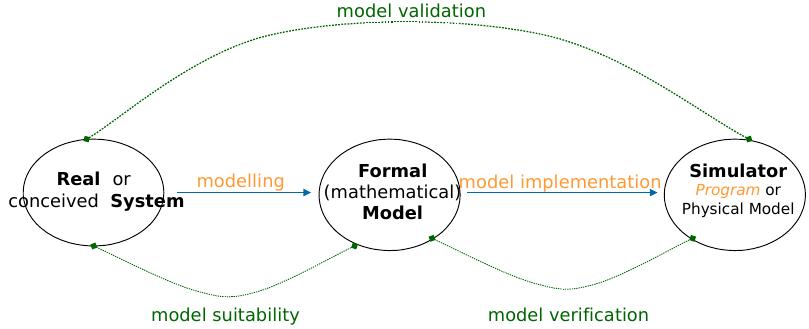 model validation
Real or
conceived System
modelling
Formal
(mathematical)
Model
model implementation
Simulator
Program or
Physical Model
model suitability
model verification